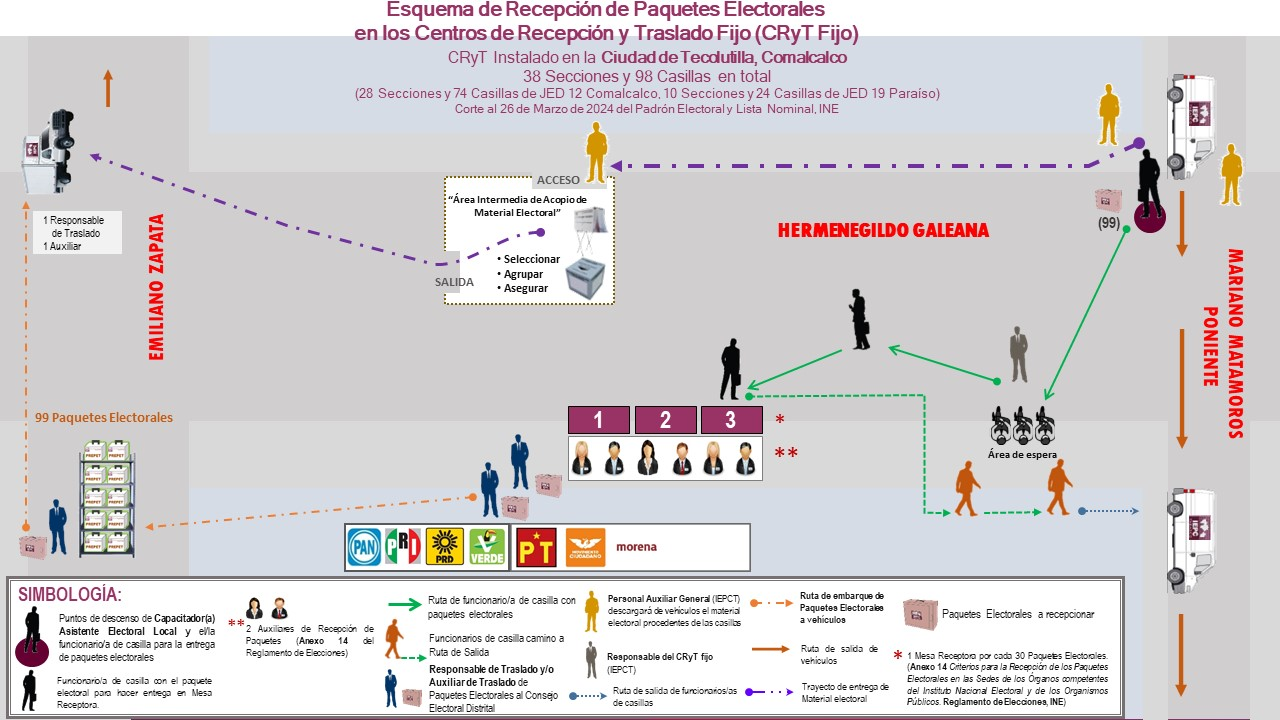 Esquema de Recepción de Paquetes Electorales
en los Centros de Recepción y Traslado Fijo (CRyT Fijo)
CRyT Instalado en la Ciudad de Tecolutilla, Comalcalco
38 Secciones y 98 Casillas en total
(28 Secciones y 74 Casillas de JED 12 Comalcalco, 10 Secciones y 24 Casillas de JED 19 Paraíso)
Corte al 26 de Marzo de 2024 del Padrón Electoral y Lista Nominal, INE
IEPC
ACCESO
“Área Intermedia de Acopio de
Material Electoral”
• Seleccionar
• Agrupar
• Asegurar
SALIDA
1 Responsable
de Traslado
1 Auxiliar
EMILIANO ZAPATA
HERMENEGILDO GALEANA
(99)
MARIANO MATAMOROS
PONIENTE
99 Paquetes Electorales
PREPET PREPET
PREPET PREPET
PREPET PREPET
PREPET PREPET
PREPET PREPET
1 2 3 *
**
Área de espera
IEPC
PAN PRD PRD VERDE PT MOVIMIENTO CIUDADANO morena
SIMBOLOGÍA:
Puntos de descenso de Capacitador(a)
Asistente Electoral Local y el/la
funcionario/a de casilla para la entrega
de paquetes electorales
Funcionario/a de casilla con el paquete
electoral para hacer entrega en Mesa
Receptora.
**
2 Auxiliares de Recepción de
Paquetes (Anexo 14 del
Reglamento de Elecciones)
Ruta de funcionario/a de casilla con
paquetes electorales
Funcionarios de casilla camino a
Ruta de Salida
Responsable de Traslado y/o
Auxiliar de Traslado de
Paquetes Electorales al Consejo
Electoral Distrital
Personal Auxiliar General (IEPCT)
descargará de vehículos el material
electoral procedentes de las casillas
Responsable del CRyT fijo
(IEPCT)
Ruta de salida de funcionarios/as
de casillas
Ruta de embarque de
Paquetes Electorales
a vehículos
Ruta de salida de
vehículos
Trayecto de entrega de
Material electoral
Paquetes Electorales a recepcionar
* 1 Mesa Receptora por cada 30 Paquetes Electorales.
(Anexo 14 Criterios para la Recepción de los Paquetes
Electorales en las Sedes de los Órganos competentes
del Instituto Nacional Electoral y de los Organismos
Públicos. Reglamento de Elecciones, INE)